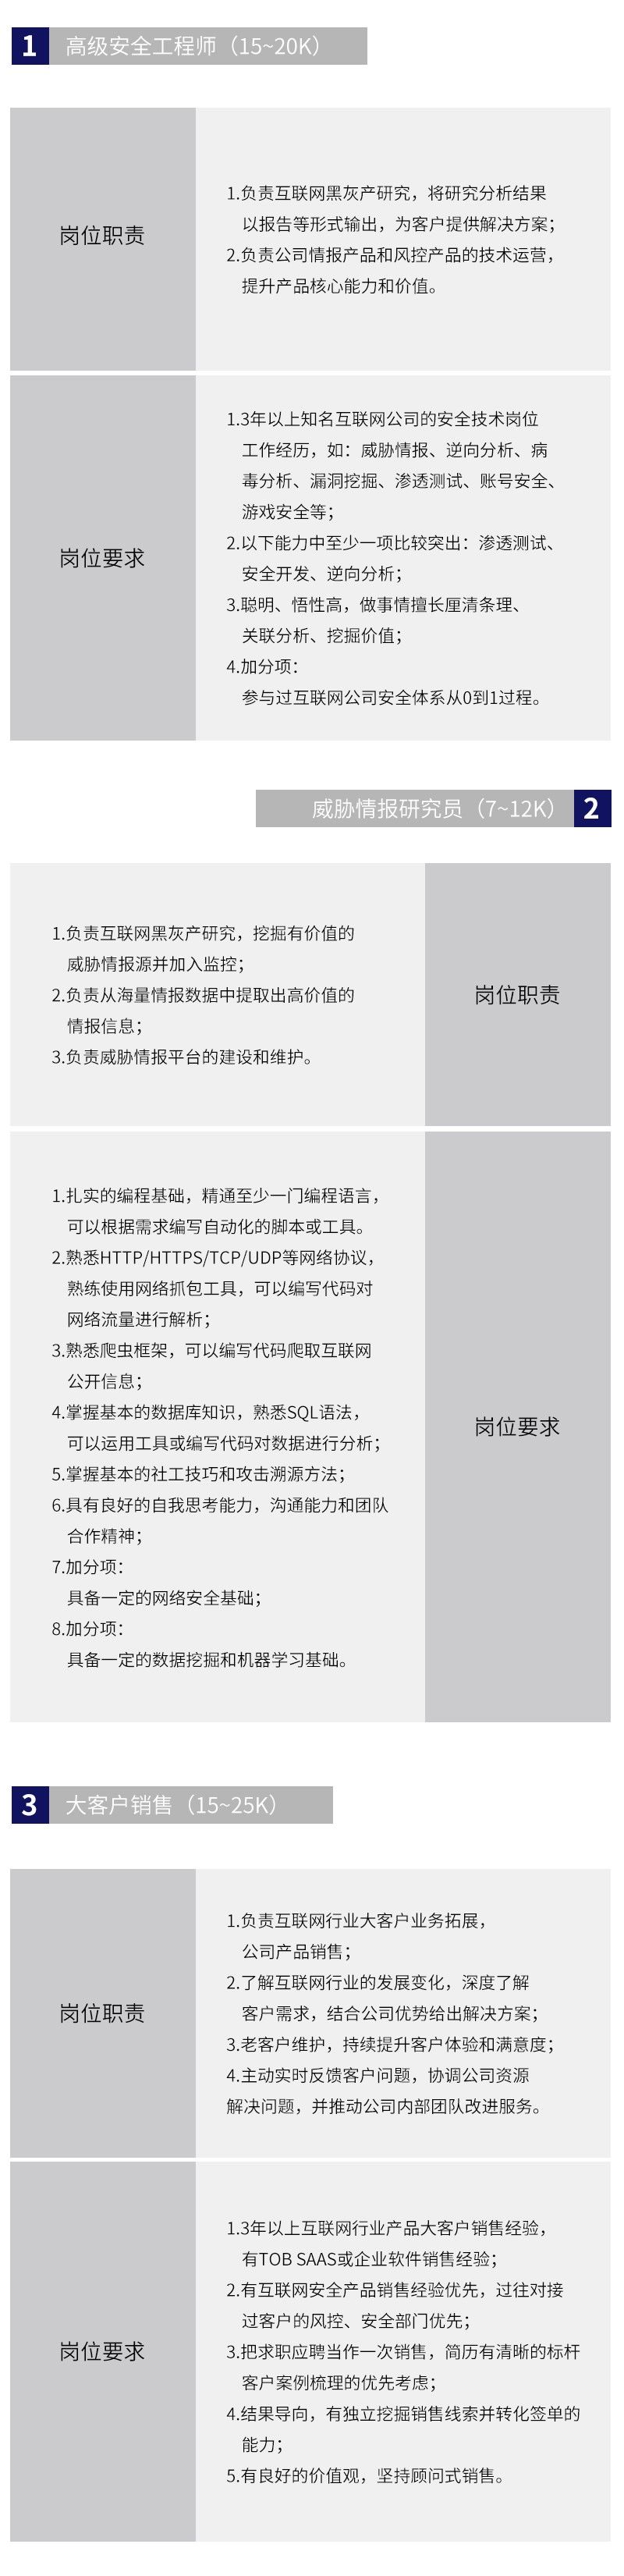 1 高级安全工程师（15~20K）
岗位职责
1.负责互联网黑灰产研究，将研究分析结果
以报告等形式输出，为客户提供解决方案；
2.负责公司情报产品和风控产品的技术运营，
提升产品核心能力和价值。
岗位要求
1.3年以上知名互联网公司的安全技术岗位
工作经历，如：威胁情报、逆向分析、病
毒分析、漏洞挖掘、渗透测试、账号安全、
游戏安全等；
2.以下能力中至少一项比较突出：渗透测试、
安全开发、逆向分析；
3.聪明、悟性高，做事情擅长厘清条理、
关联分析、挖掘价值；
4.加分项：
参与过互联网公司安全体系从0到1过程。
威胁情报研究员（7~12K） 2
1.负责互联网黑灰产研究，挖掘有价值的
威胁情报源并加入监控；
2.负责从海量情报数据中提取出高价值的
情报信息；
3.负责威胁情报平台的建设和维护。
岗位职责
1.扎实的编程基础，精通至少一门编程语言，
可以根据需求编写自动化的脚本或工具。
2.熟悉HTTP/HTTPS/TCP/UDP等网络协议，
熟练使用网络抓包工具，可以编写代码对
网络流量进行解析；
3.熟悉爬虫框架，可以编写代码爬取互联网
公开信息；
4.掌握基本的数据库知识，熟悉SQL语法，
可以运用工具或编写代码对数据进行分析；
5.掌握基本的社工技巧和攻击溯源方法；
6.具有良好的自我思考能力，沟通能力和团队
合作精神；
7.加分项：
具备一定的网络安全基础；
8.加分项：
具备一定的数据挖掘和机器学习基础。
岗位要求
3 大客户销售（15~25K）
岗位职责
1.负责互联网行业大客户业务拓展，
公司产品销售；
2.了解互联网行业的发展变化，深度了解
客户需求，结合公司优势给出解决方案；
3.老客户维护，持续提升客户体验和满意度；
4.主动实时反馈客户问题，协调公司资源
解决问题，并推动公司内部团队改进服务。
岗位要求
1.3年以上互联网行业产品大客户销售经验，
有TOB SAAS或企业软件销售经验；
2.有互联网安全产品销售经验优先，过往对接
过客户的风控、安全部门优先；
3.把求职应聘当作一次销售，简历有清晰的标杆
客户案例梳理的优先考虑；
4.结果导向，有独立挖掘销售线索并转化签单的
能力；
5.有良好的价值观，坚持顾问式销售。